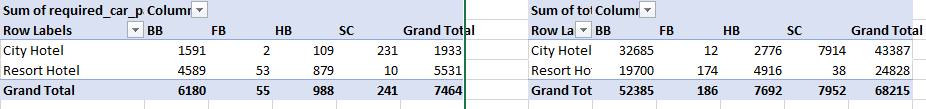 Sum of required_car_p Column
Row Labels BB FB HB SC Grand Total
City Hotel 1591 2 109 231 1933
Resort Hotel 4589 53 879 10 5531
Grand Total 6180 55 988 241 7464
Sum of tot Column
Row La BB FB HB SC Grand Total
City Hotel 32685 12 2776 7914 43387
Resort Ho 19700 174 4916 38 24828
Grand Tot 52385 186 7692 7952 68215